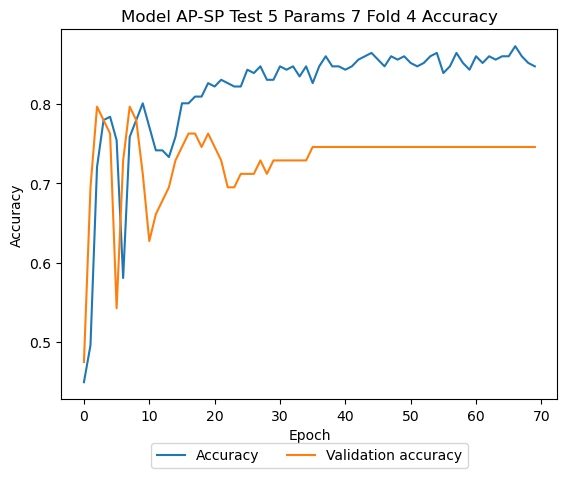 Model AP-SP Test 5 Params 7 Fold 4 Accuracy
Accuracy
0.8
0.7
0.6
0.5
0 10 20 30 40 50 60 70
Epoch
Accuracy Validation accuracy